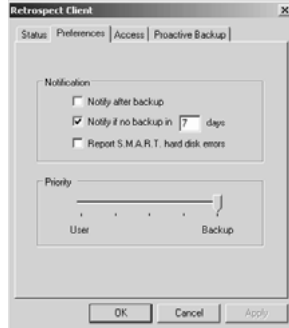 Retrospect Client
Status Preferences Access Proactive Backup
Notification
Notify after backup
Notify if no backup in 7 days
Report S.M.A.R.T. hard disk errors
Priority
User Backup
OK Cancel Apply